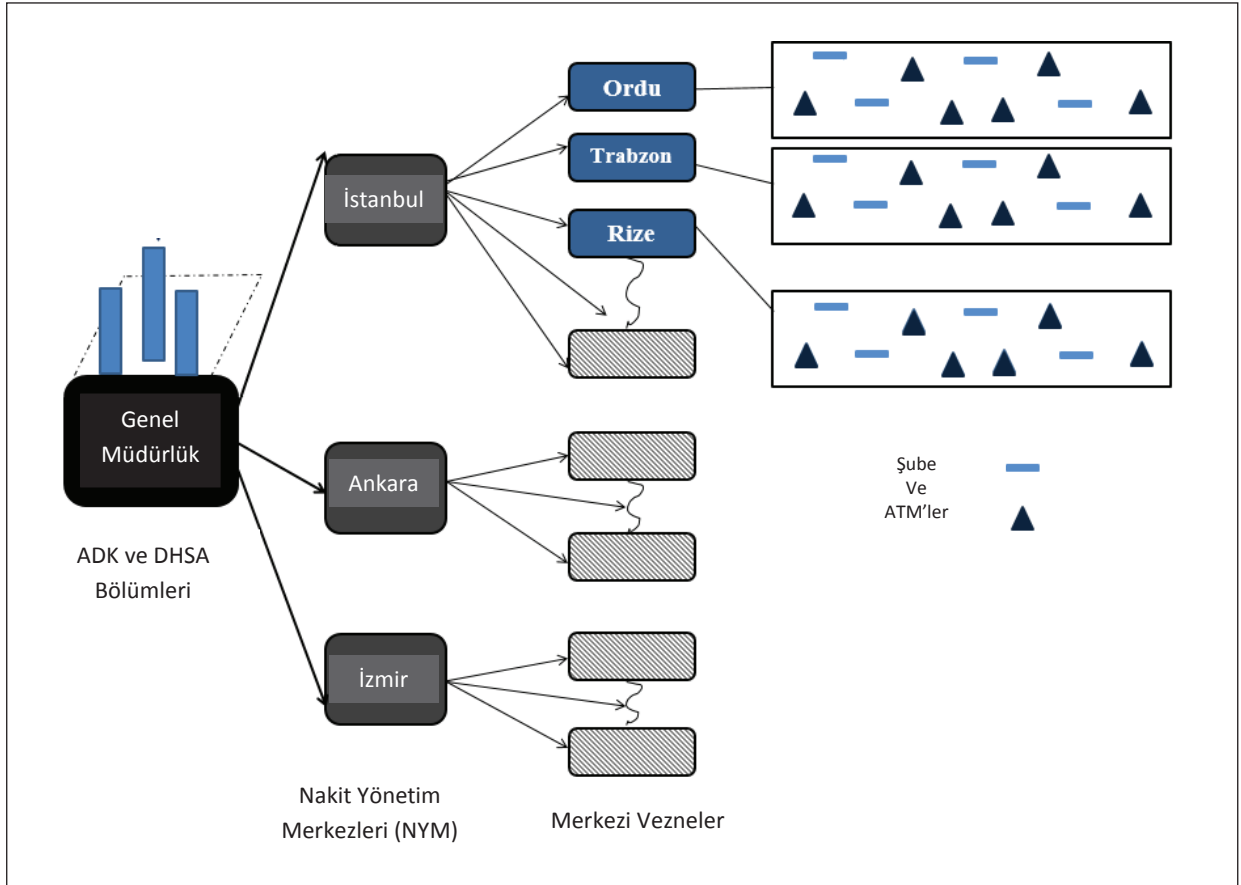 Genel
Müdürlük
ADK ve DHSA
Bölümleri
İstanbul
Ankara
İzmir
Nakit Yönetim
Merkezleri (NYM)
Ordu
Trabzon
Rize
Merkezi Vezneler
Şube
Ve
ATM’ler